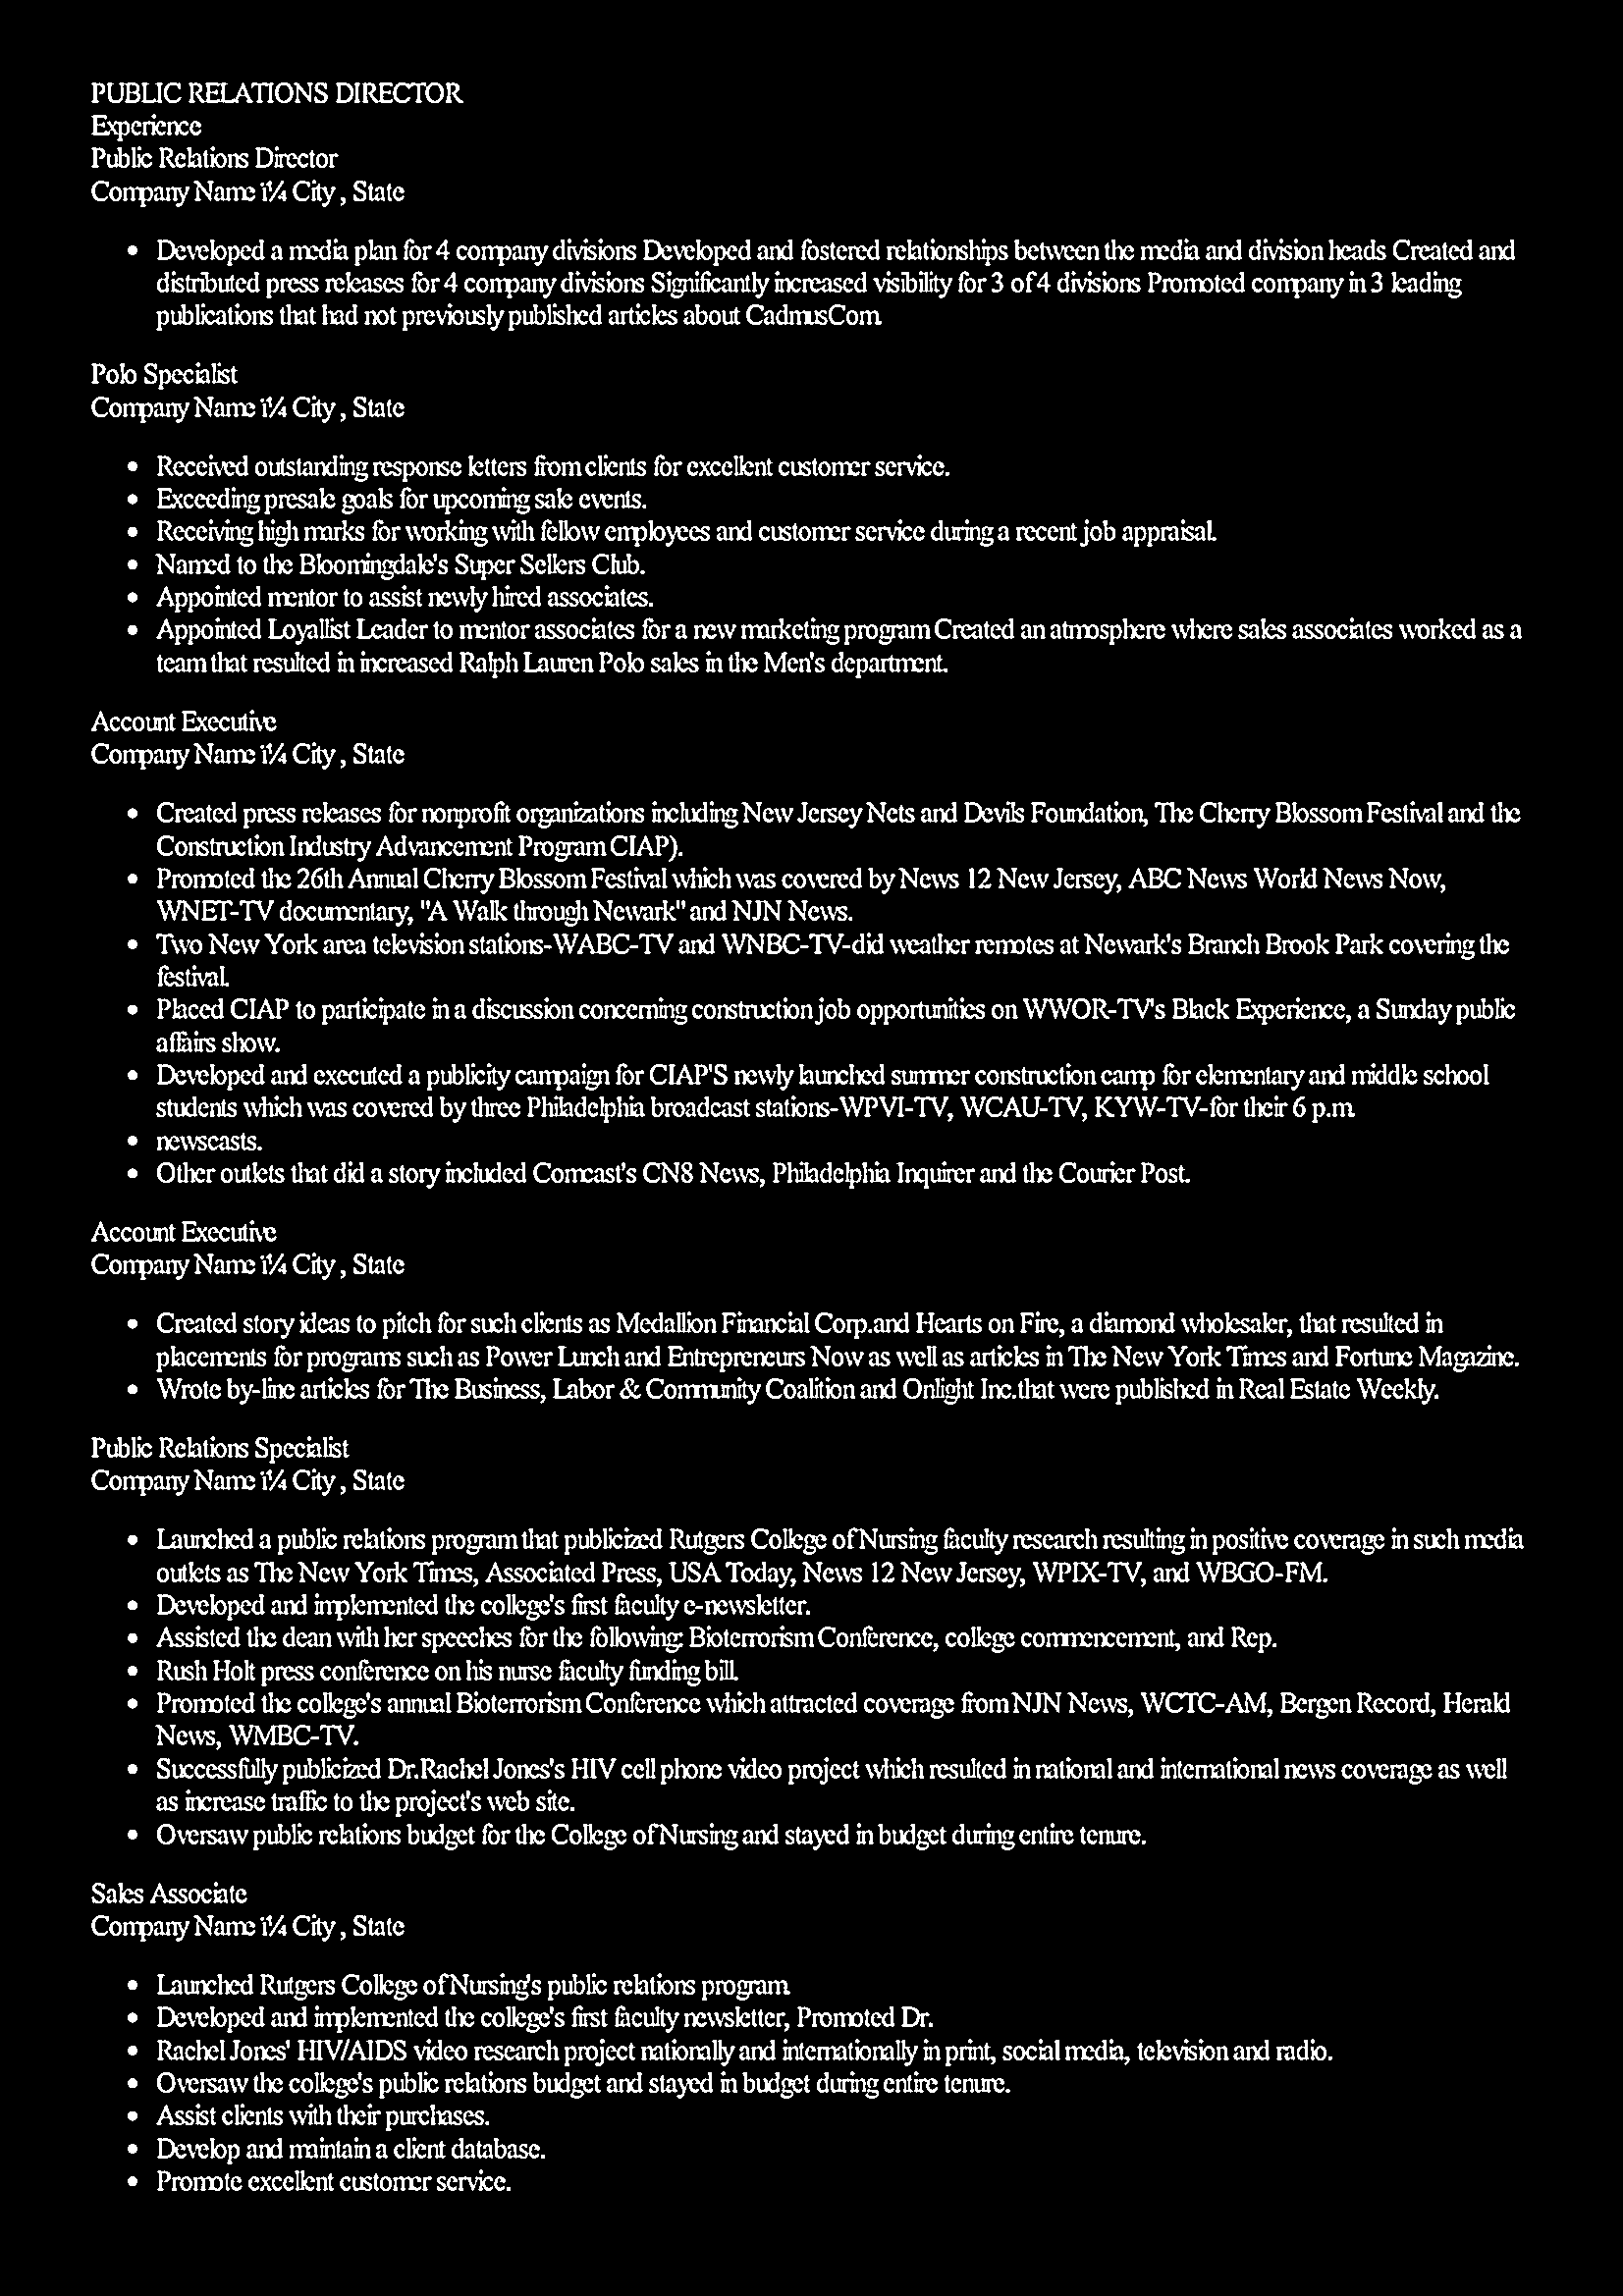 PUBLIC RELATIONS DIRECTOR
Experience
Public Relations Director
Company Name ï¼ City , State
• Developed a media plan for 4 company divisions Developed and fostered relationships between the media and division heads Created and
distributed press releases for 4 company divisions Significantly increased visibility for 3 of 4 divisions Promoted company in 3 leading
publications that had not previously published articles about CadmusCom.
Polo Specialist
Company Name ï¼ City , State
• Received outstanding response letters from clients for excellent customer service.
• Exceeding presale goals for upcoming sale events.
• Receiving high marks for working with fellow employees and customer service during a recent job appraisal.
• Named to the Bloomingdale's Super Sellers Club.
• Appointed mentor to assist newly hired associates.
• Appointed Loyallist Leader to mentor associates for a new marketing program Created an atmosphere where sales associates worked as a
team that resulted in increased Ralph Lauren Polo sales in the Men's department.
Account Executive
Company Name ï¼ City , State
• Created press releases for nonprofit organizations including New Jersey Nets and Devils Foundation, The Cherry Blossom Festival and the
Construction Industry Advancement Program CIAP).
• Promoted the 26th Annual Cherry Blossom Festival which was covered by News 12 New Jersey, ABC News World News Now,
WNET-TV documentary, "A Walk through Newark" and NJN News.
• Two New York area television stations-WABC-TV and WNBC-TV-did weather remotes at Newark's Branch Brook Park covering the
festival.
• Placed CIAP to participate in a discussion concerning construction job opportunities on WWOR-TV's Black Experience, a Sunday public
affairs show.
• Developed and executed a publicity campaign for CIAP'S newly launched summer construction camp for elementary and middle school
students which was covered by three Philadelphia broadcast stations-WPVI-TV, WCAU-TV, KYW-TV-for their 6 p.m.
• newscasts.
• Other outlets that did a story included Comcast's CN8 News, Philadelphia Inquirer and the Courier Post.
Account Executive
Company Name ï¼ City , State
• Created story ideas to pitch for such clients as Medallion Financial Corp.and Hearts on Fire, a diamond wholesaler, that resulted in
placements for programs such as Power Lunch and Entrepreneurs Now as well as articles in The New York Times and Fortune Magazine.
• Wrote by-line articles for The Business, Labor & Community Coalition and Onlight Inc.that were published in Real Estate Weekly.
Public Relations Specialist
Company Name ï¼ City , State
• Launched a public relations program that publicized Rutgers College of Nursing faculty research resulting in positive coverage in such media
outlets as The New York Times, Associated Press, USA Today, News 12 New Jersey, WPIX-TV, and WBGO-FM.
• Developed and implemented the college's first faculty e-newsletter.
• Assisted the dean with her speeches for the following: Bioterrorism Conference, college commencement, and Rep.
• Rush Holt press conference on his nurse faculty funding bill.
• Promoted the college's annual Bioterrorism Conference which attracted coverage from NJN News, WCTC-AM, Bergen Record, Herald
News, WMBC-TV.
• Successfully publicized Dr.Rachel Jones's HIV cell phone video project which resulted in national and international news coverage as well
as increase traffic to the project's web site.
• Oversaw public relations budget for the College of Nursing and stayed in budget during entire tenure.
Sales Associate
Company Name ï¼ City , State
• Launched Rutgers College of Nursing's public relations program.
• Developed and implemented the college's first faculty newsletter, Promoted Dr.
• Rachel Jones' HIV/AIDS video research project nationally and internationally in print, social media, television and radio.
• Oversaw the college's public relations budget and stayed in budget during entire tenure.
• Assist clients with their purchases.
• Develop and maintain a client database.
• Promote excellent customer service.